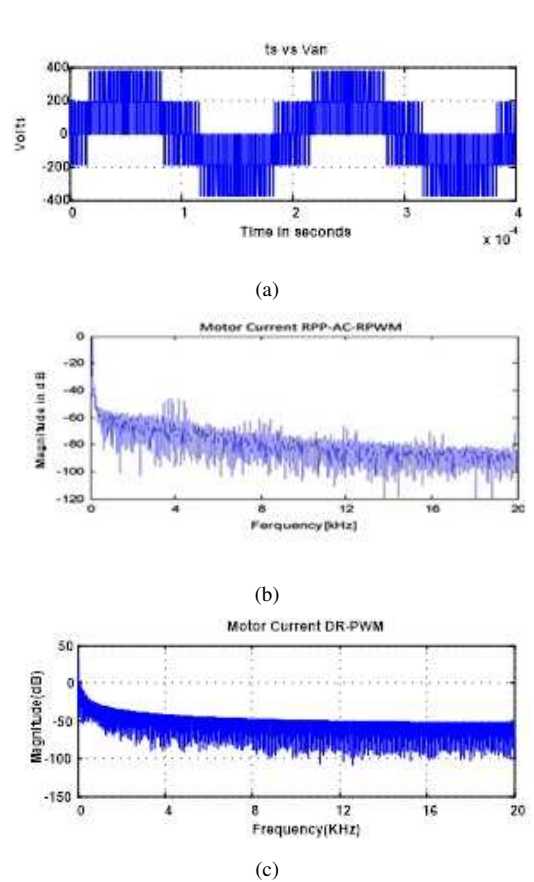 ts vs Van
400
200
0
-200
-400
Volts
0 1 2 3 4
Time in seconds
x 10^-4
(a)
Motor Current RPP-AC-RPWM
0
-20
-40
-60
-80
-100
-120
Magnitude in dB
0 4 8 12 16 20
Ferquency[kHz]
(b)
Motor Current DR-PWM
50
0
-50
-100
-150
Magnitude(dB)
0 4 8 12 16 20
Frequency(KHz)
(c)